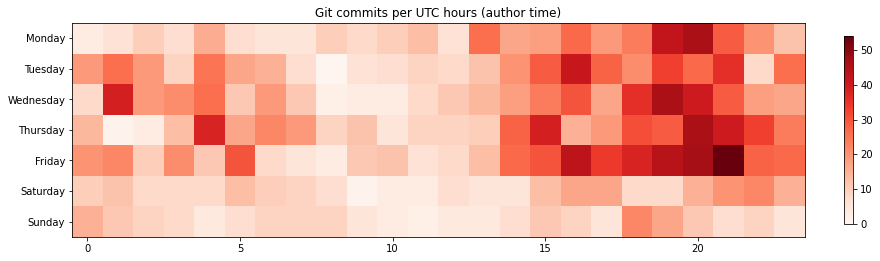 Git commits per UTC hours (author time)
Monday
Tuesday
Wednesday
Thursday
Friday
Saturday
Sunday
0 5 10 15 20
50
40
30
20
10
0